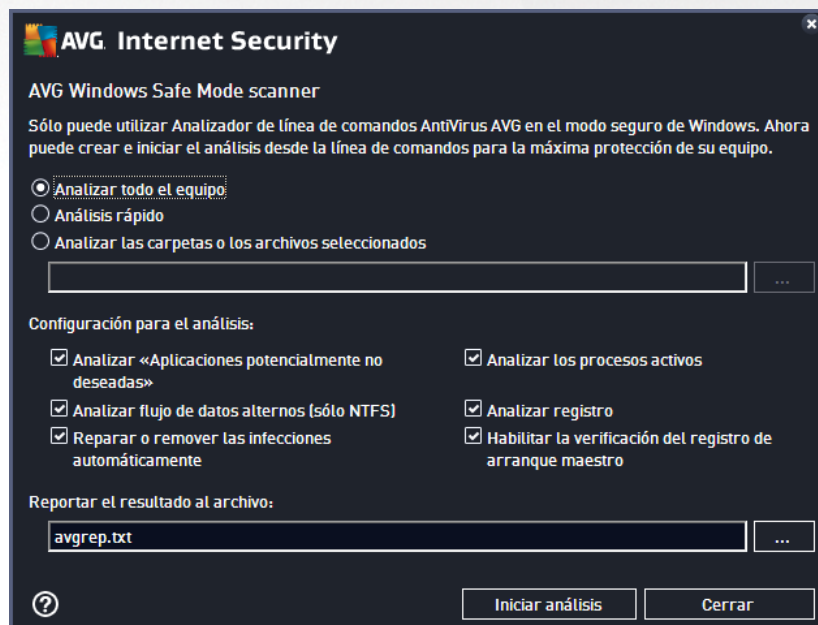 AVG. Internet Security
AVG Windows Safe Mode scanner
Sólo puede utilizar Analizador de línea de comandos AntiVirus AVG en el modo seguro de Windows. Ahora
puede crear e iniciar el análisis desde la línea de comandos para la máxima protección de su equipo.
Analizar todo el equipo
Análisis rápido
Analizar las carpetas o los archivos seleccionados
...
Configuración para el análisis:
Analizar «Aplicaciones potencialmente no
deseadas»
Analizar los procesos activos
Analizar flujo de datos alternos (sólo NTFS)
Analizar registro
Reparar o remover las infecciones
automáticamente
Habilitar la verificación del registro de
arranque maestro
Reportar el resultado al archivo:
avgrep.txt
...
?
Iniciar análisis
Cerrar